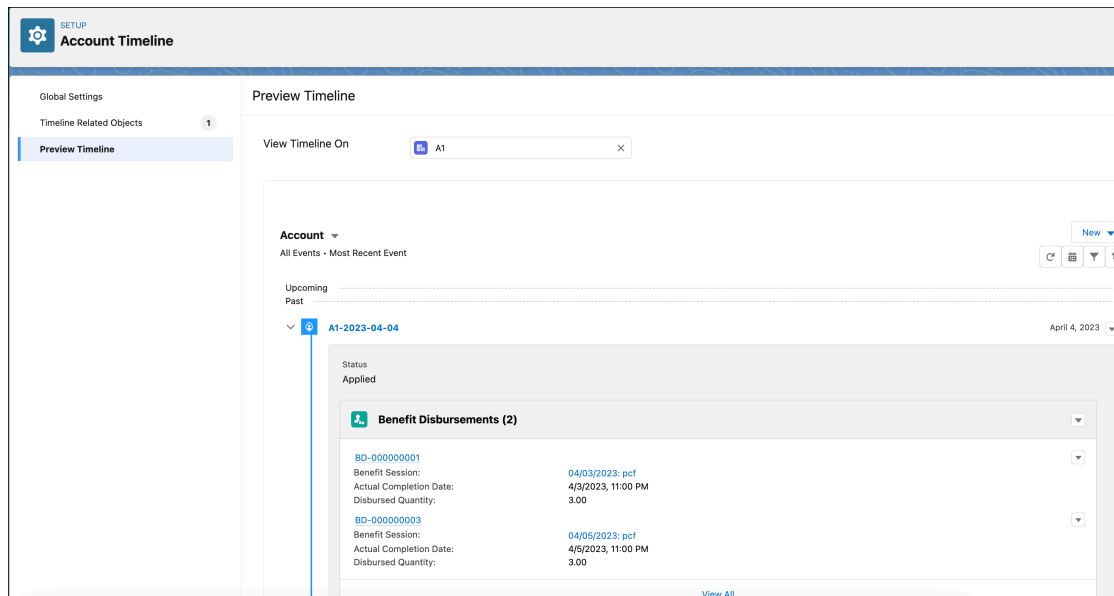 SETUP
Account Timeline
Global Settings
Timeline Related Objects 1
Preview Timeline
Preview Timeline
View Timeline On A1
Account
New
All Events • Most Recent Event
Upcoming
Past
A1-2023-04-04 April 4, 2023
Status
Applied
Benefit Disbursements (2)
BD-000000001
Benefit Session: 04/03/2023: pcf
Actual Completion Date: 4/3/2023, 11:00 PM
Disbursed Quantity: 3.00
BD-000000003
Benefit Session: 04/05/2023: pcf
Actual Completion Date: 4/5/2023, 11:00 PM
Disbursed Quantity: 3.00
View All